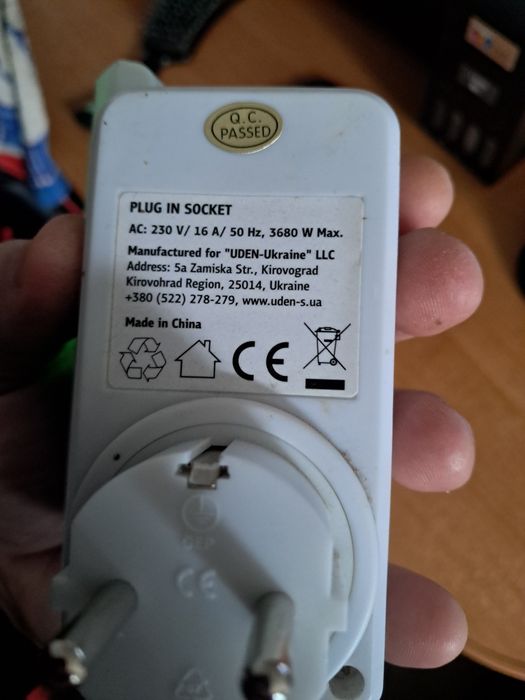 Q.C.
PASSED
PLUG IN SOCKET
AC: 230 V/ 16 A/ 50 Hz, 3680 W Max.
Manufactured for "UDEN-Ukraine" LLC
Address: 5a Zamiska Str., Kirovograd
Kirovohrad Region, 25014, Ukraine
+380 (522) 278-279, www.uden-s.ua
Made in China
CE
CE